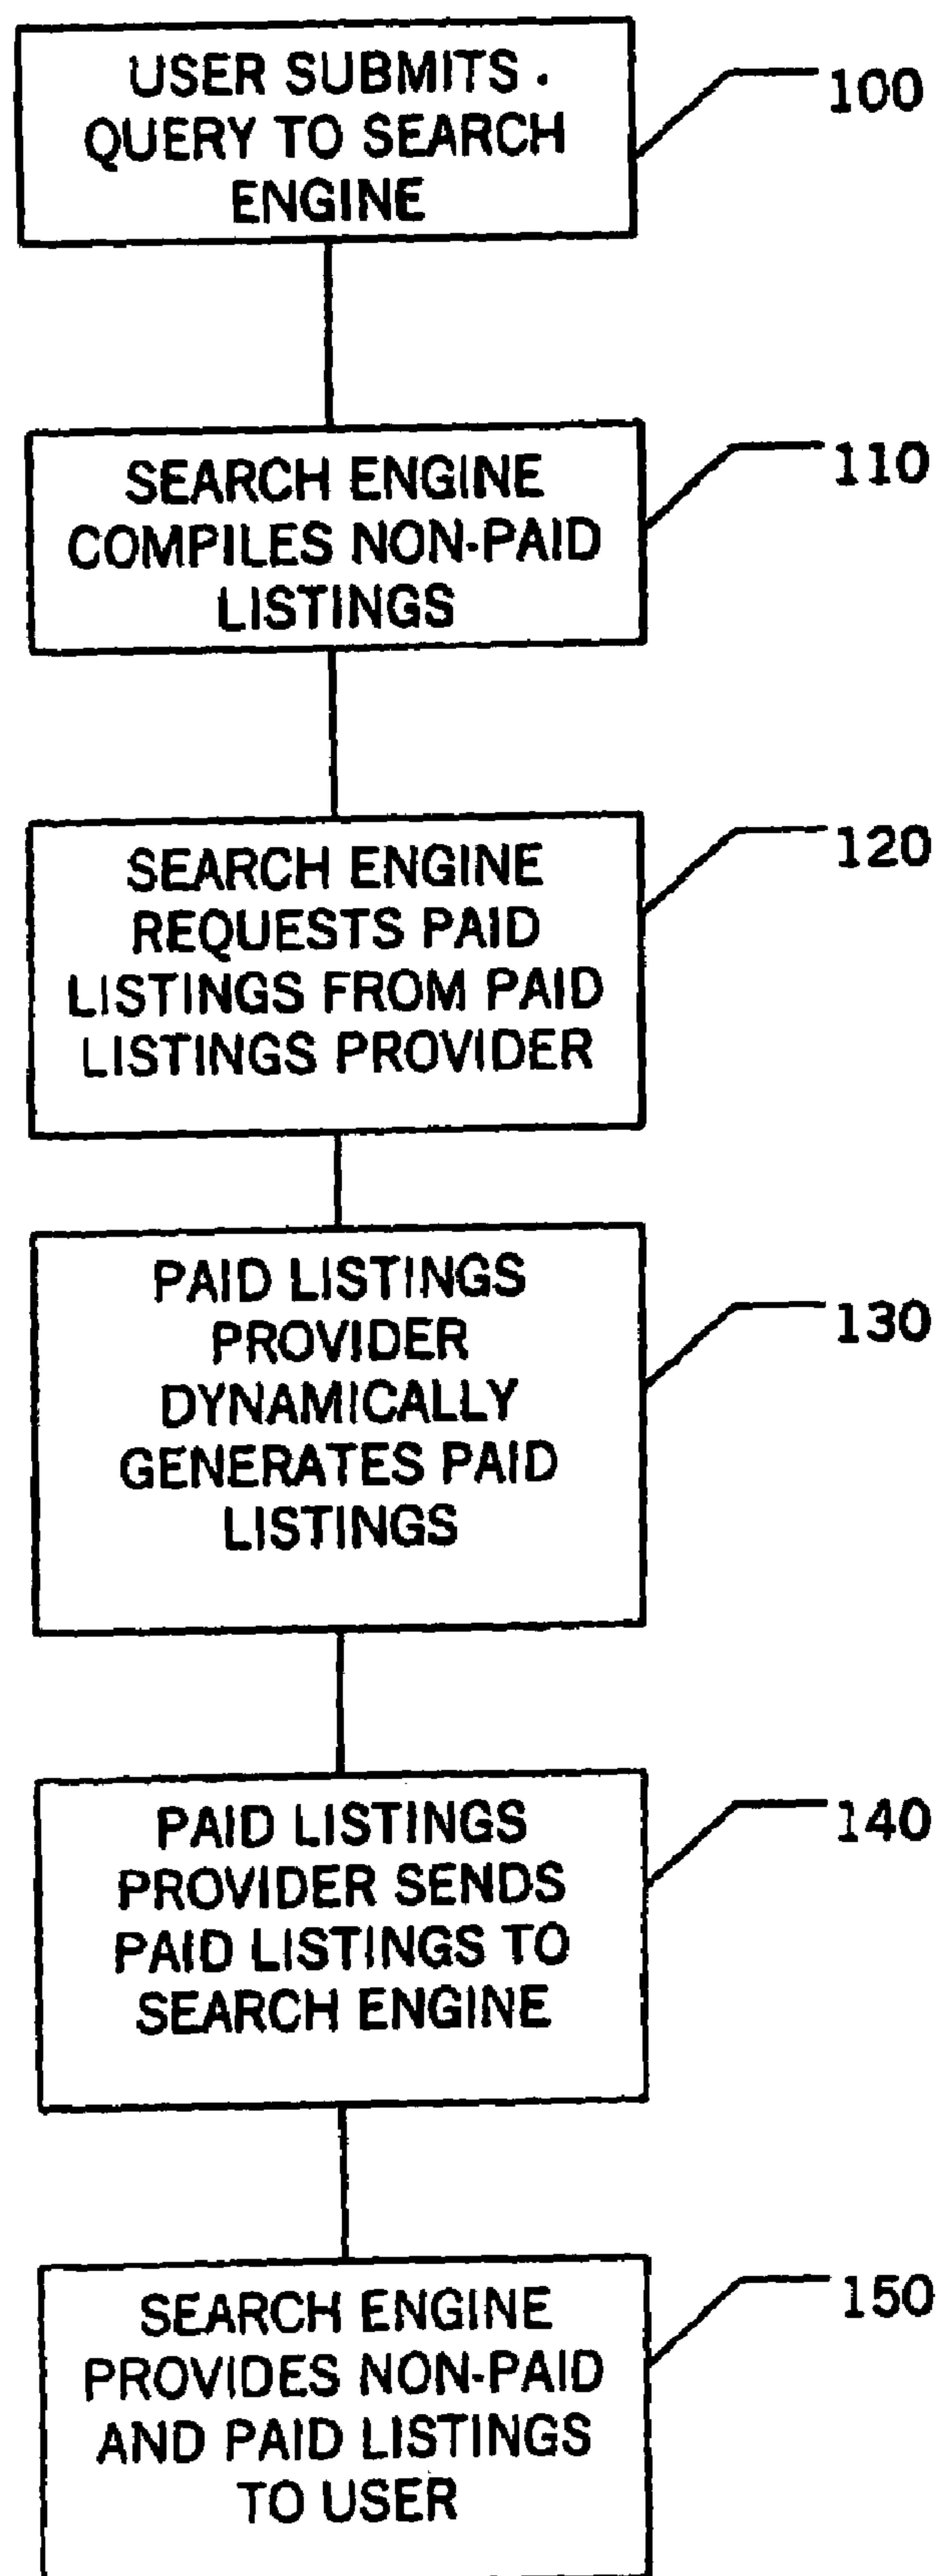 USER SUBMITS
QUERY TO SEARCH
ENGINE
100
SEARCH ENGINE
COMPILES NON-PAID
LISTINGS
110
SEARCH ENGINE
REQUESTS PAID
LISTINGS FROM PAID
LISTINGS PROVIDER
120
PAID LISTINGS
PROVIDER
DYNAMICALLY
GENERATES PAID
LISTINGS
130
PAID LISTINGS
PROVIDER SENDS
PAID LISTINGS TO
SEARCH ENGINE
140
SEARCH ENGINE
PROVIDES NON-PAID
AND PAID LISTINGS
TO USER
150